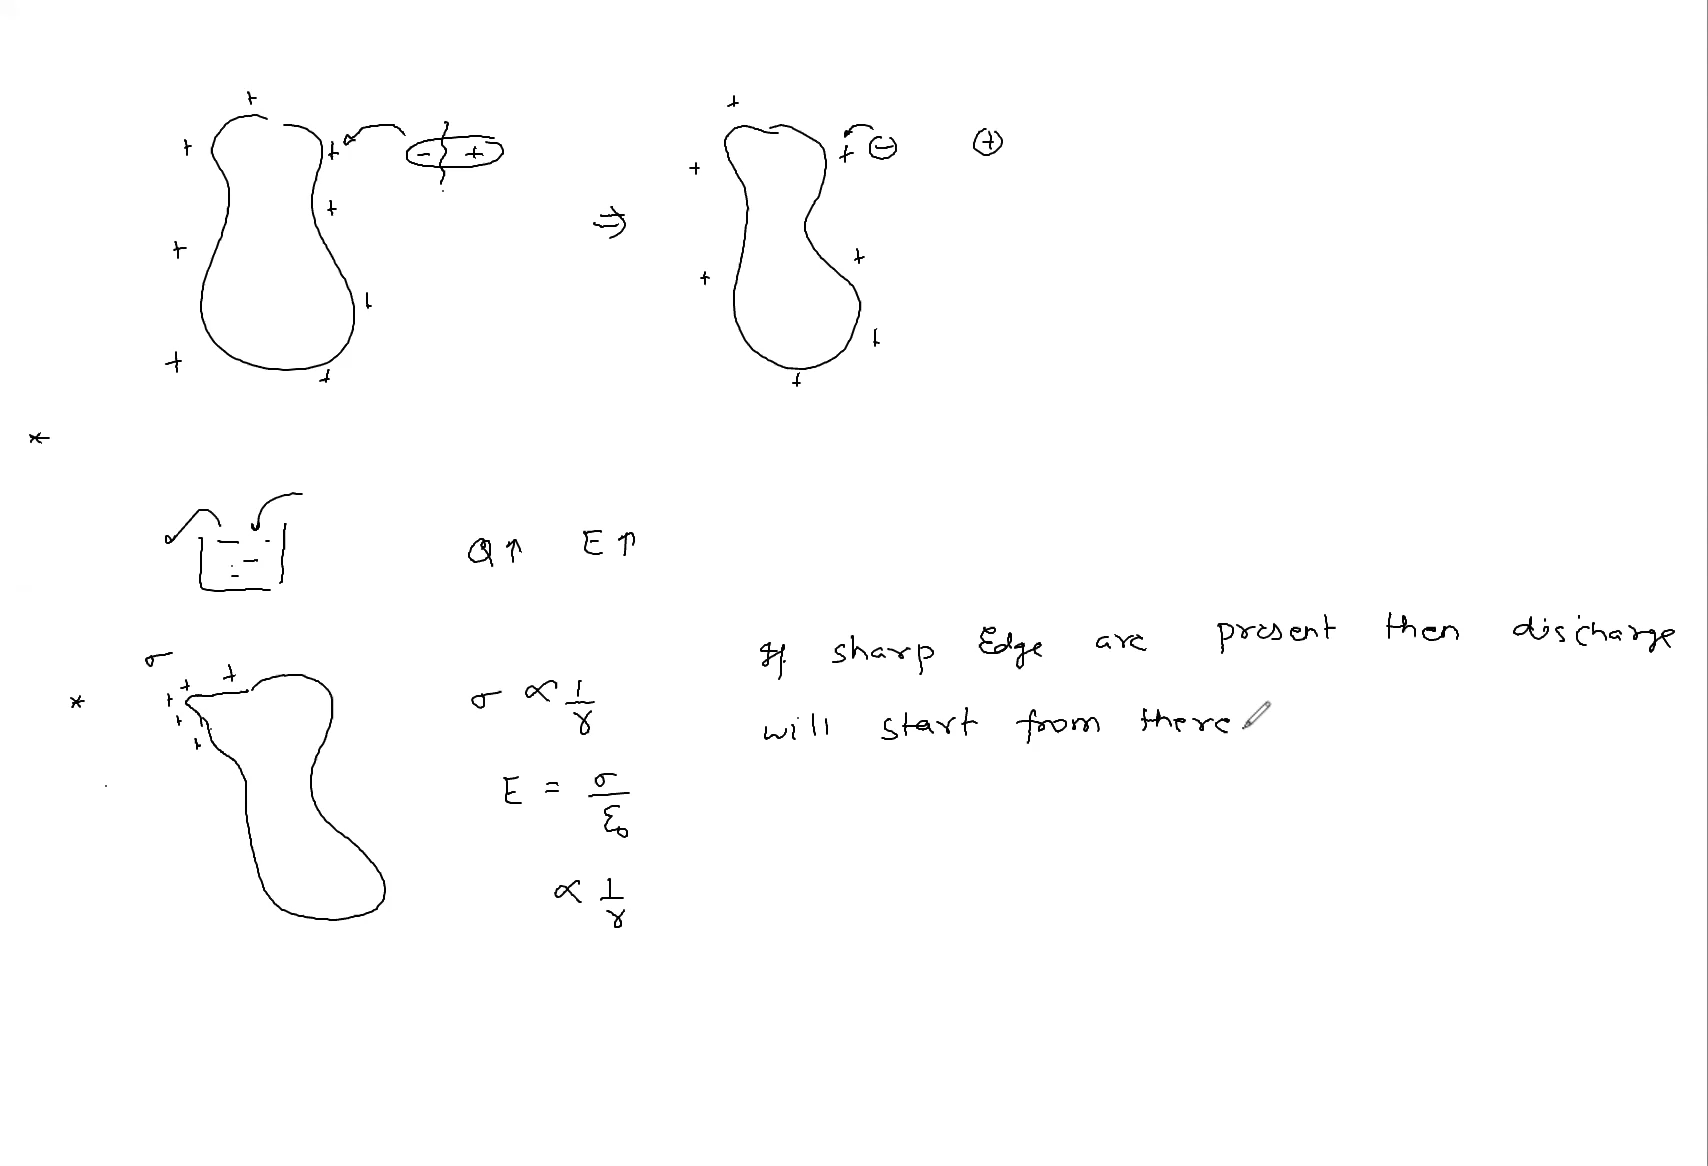 + + + + + + + + + - +
⇒
+ + + + + + + - +
*
Q↑ E↑
σ
* + + + + +
σ ∝ 1/r
E = σ/ε₀
∝ 1/r
If sharp Edge are present then discharge
will start from there